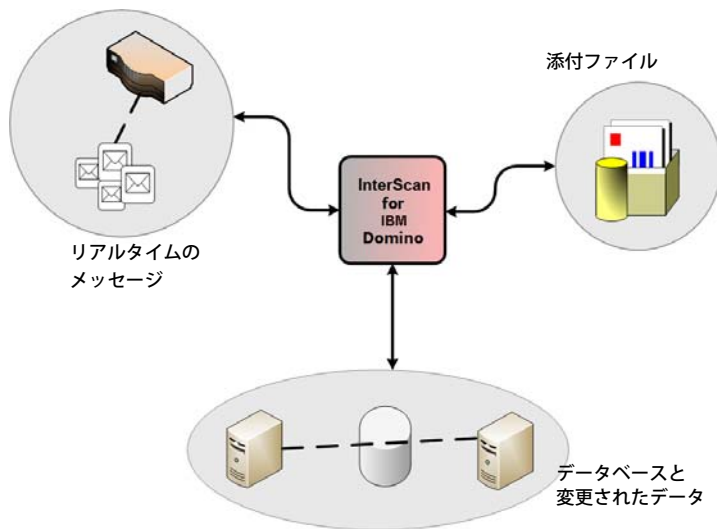 添付ファイル
InterScan
for
IBM
Domino
リアルタイムの
メッセージ
データベースと
変更されたデータ